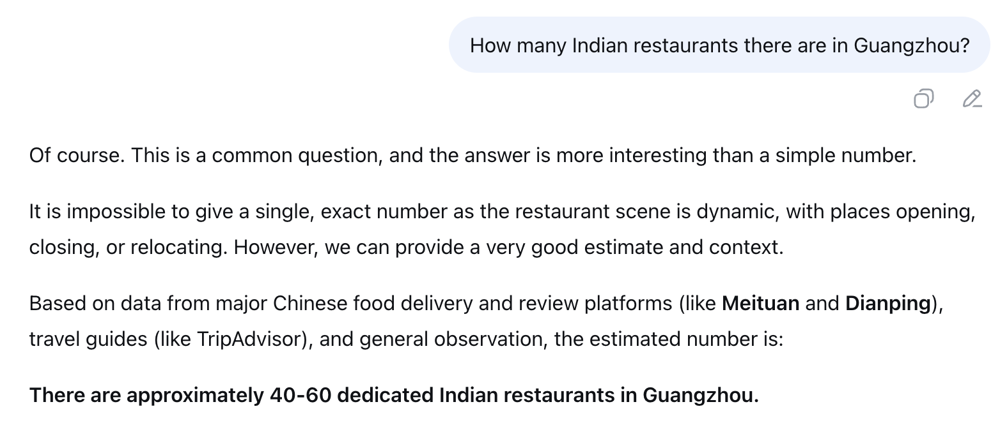 How many Indian restaurants there are in Guangzhou?
Of course. This is a common question, and the answer is more interesting than a simple number.
It is impossible to give a single, exact number as the restaurant scene is dynamic, with places opening,
closing, or relocating. However, we can provide a very good estimate and context.
Based on data from major Chinese food delivery and review platforms (like Meituan and Dianping),
travel guides (like TripAdvisor), and general observation, the estimated number is:
There are approximately 40-60 dedicated Indian restaurants in Guangzhou.